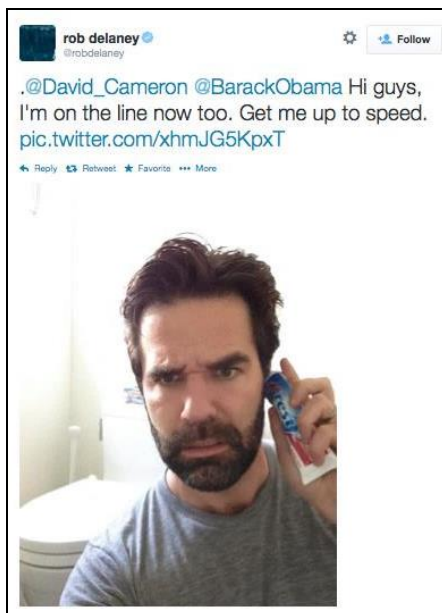 rob delaney
@robdelaney
Follow
.@David_Cameron @BarackObama Hi guys,
I'm on the line now too. Get me up to speed.
pic.twitter.com/xhmJG5KpxT
Reply Retweet Favorite More
Crest